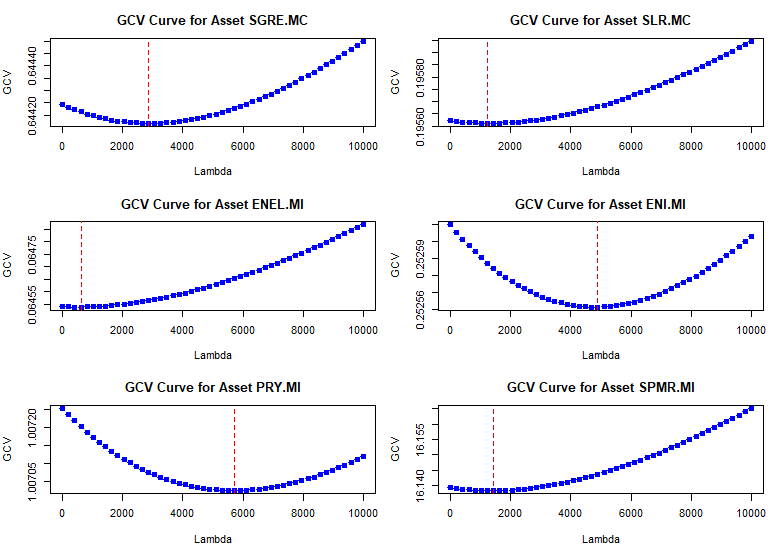 GCV Curve for Asset SGRE.MC
GCV
0.64420
0.64440
0 2000 4000 6000 8000 10000
Lambda
GCV Curve for Asset SLR.MC
GCV
0.19560
0.19580
0 2000 4000 6000 8000 10000
Lambda
GCV Curve for Asset ENEL.MI
GCV
0.06455
0.06475
0 2000 4000 6000 8000 10000
Lambda
GCV Curve for Asset ENI.MI
GCV
0.25256
0.25259
0 2000 4000 6000 8000 10000
Lambda
GCV Curve for Asset PRY.MI
GCV
1.00705
1.00720
0 2000 4000 6000 8000 10000
Lambda
GCV Curve for Asset SPMR.MI
GCV
16.140
16.155
0 2000 4000 6000 8000 10000
Lambda